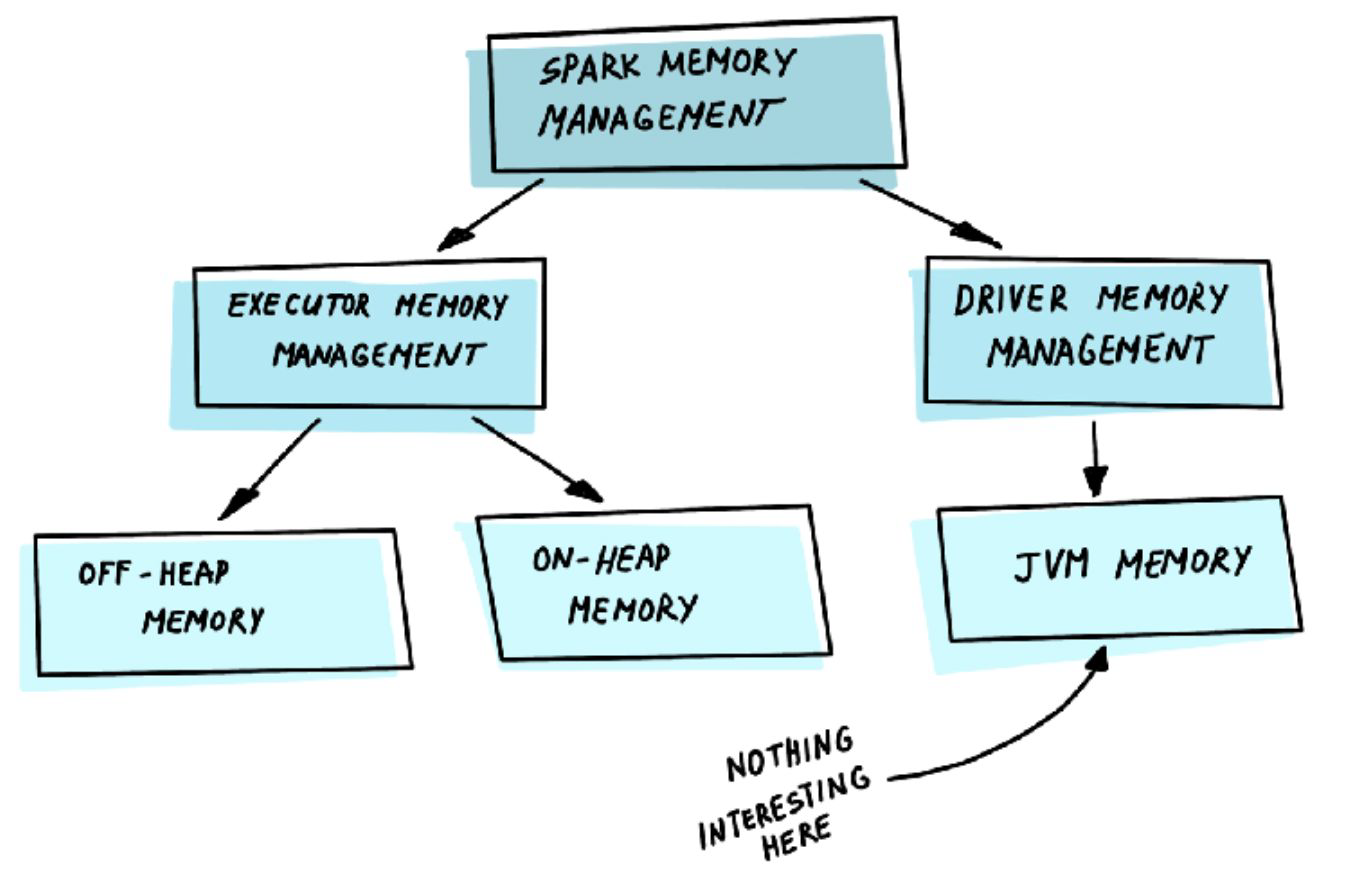 SPARK MEMORY
MANAGEMENT
EXECUTOR MEMORY
MANAGEMENT
DRIVER MEMORY
MANAGEMENT
OFF-HEAP
MEMORY
ON-HEAP
MEMORY
JVM MEMORY
NOTHING
INTERESTING
HERE